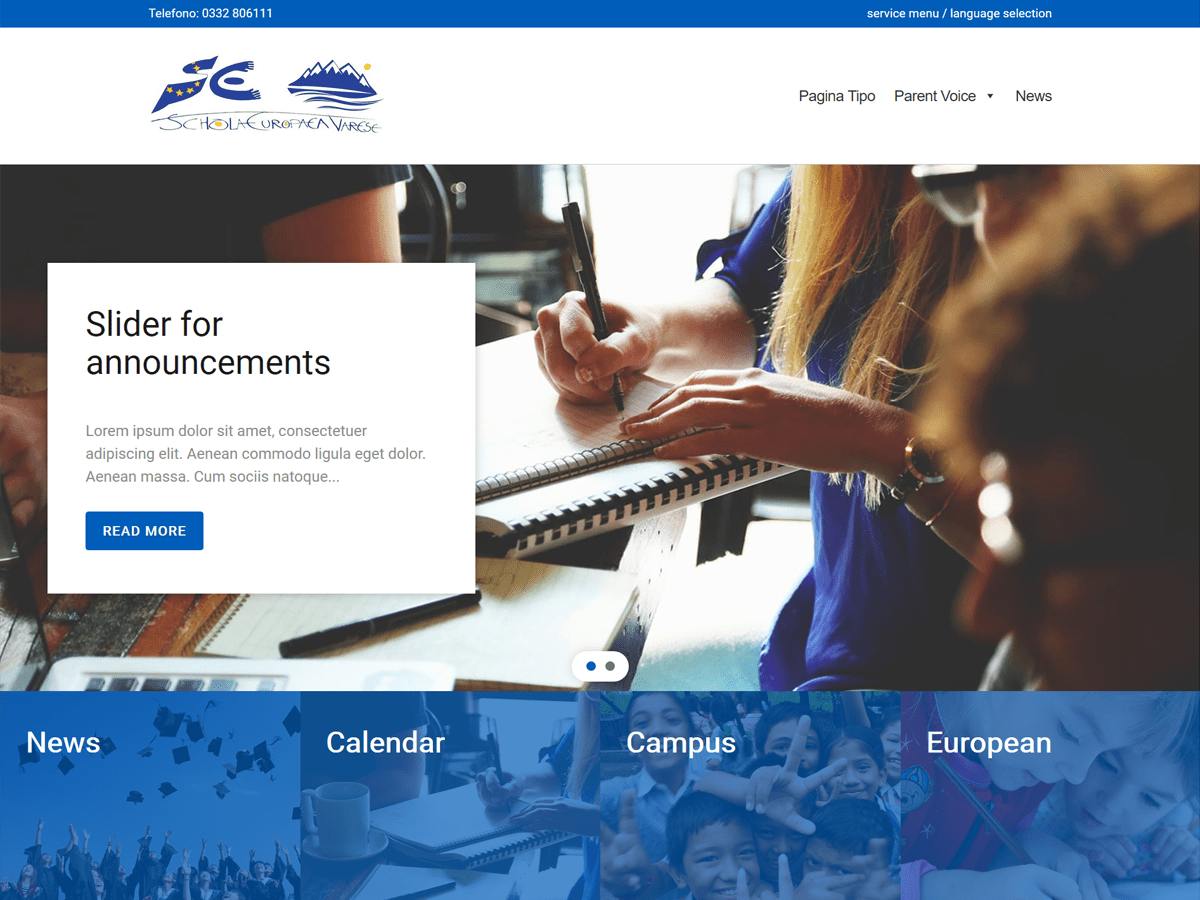 Telefono: 0332 806111
service menu / language selection
SCHOLA EUROPAEA VARESE
Pagina Tipo Parent Voice News
Slider for
announcements
Lorem ipsum dolor sit amet, consectetuer
adipiscing elit. Aenean commodo ligula eget dolor.
Aenean massa. Cum sociis natoque...
READ MORE
News
Calendar
Campus
European